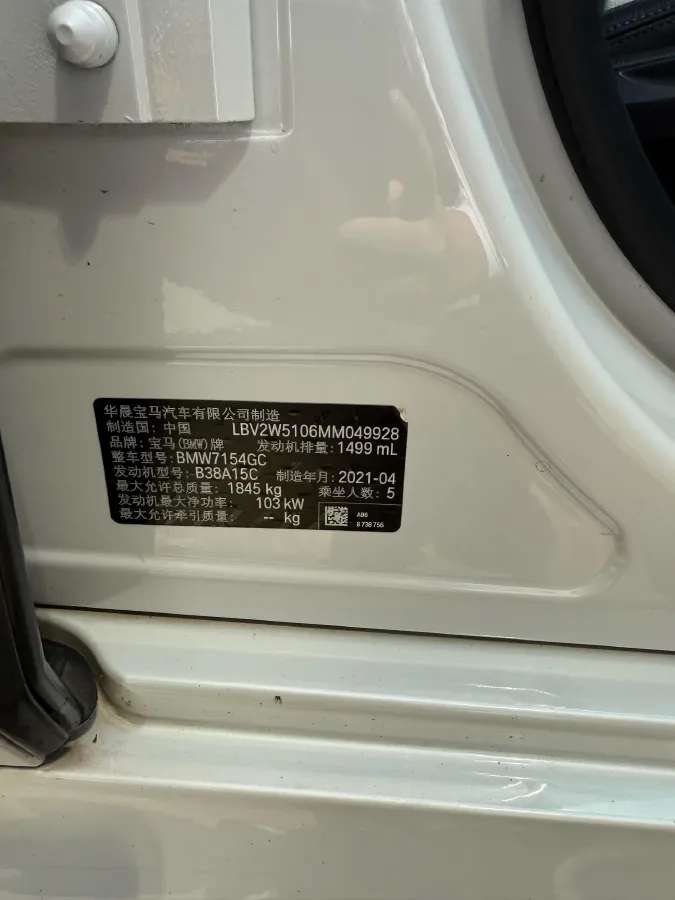 华晨宝马汽车有限公司制造
制造国：中国 LBV2W5106MM049928
品牌：宝马(BMW)牌 发动机排量：1499 mL
整车型号：BMW7154GC
发动机型号：B38A15C 制造年月：2021-04
最大允许总质量：1845 kg 乘坐人数：5
发动机最大净功率：103 kW
最大允许牵引质量：-- kg
A96
8 738 756